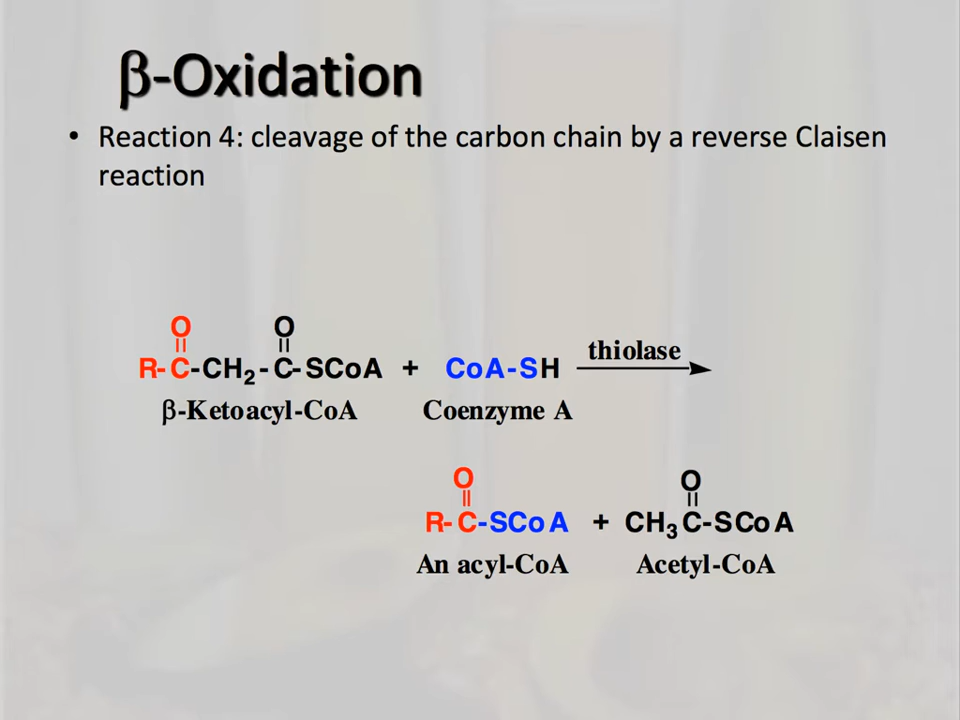 β-Oxidation
• Reaction 4: cleavage of the carbon chain by a reverse Claisen
reaction
O O
R-C-CH₂-C-SCoA + CoA-SH thiolase
β-Ketoacyl-CoA Coenzyme A
O O
R-C-SCoA + CH₃C-SCoA
An acyl-CoA Acetyl-CoA